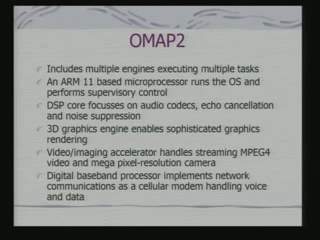 OMAP2
Includes multiple engines executing multiple tasks
An ARM 11 based microprocessor runs the OS and
performs supervisory control
DSP core focusses on audio codecs, echo cancellation
and noise suppression
3D graphics engine enables sophisticated graphics
rendering
Video/imaging accelerator handles streaming MPEG4
video and mega pixel-resolution camera
Digital baseband processor implements network
communications as a cellular modem handling voice
and data